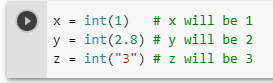 x = int(1)   # x will be 1
y = int(2.8) # y will be 2
z = int("3") # z will be 3